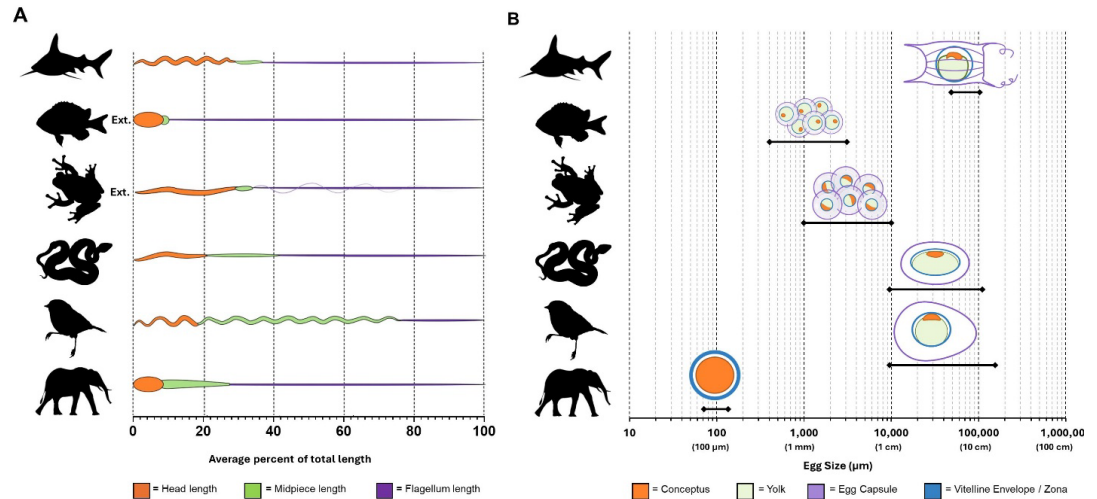 A
B
Ext.
Ext.
0 20 40 60 80 100
Average percent of total length
= Head length = Midpiece length = Flagellum length
10 100 1,000 10,000 100,000 1,000,00
(100 µm) (1 mm) (1 cm) (10 cm) (100 cm)
Egg Size (µm)
= Conceptus = Yolk = Egg Capsule = Vitelline Envelope / Zona